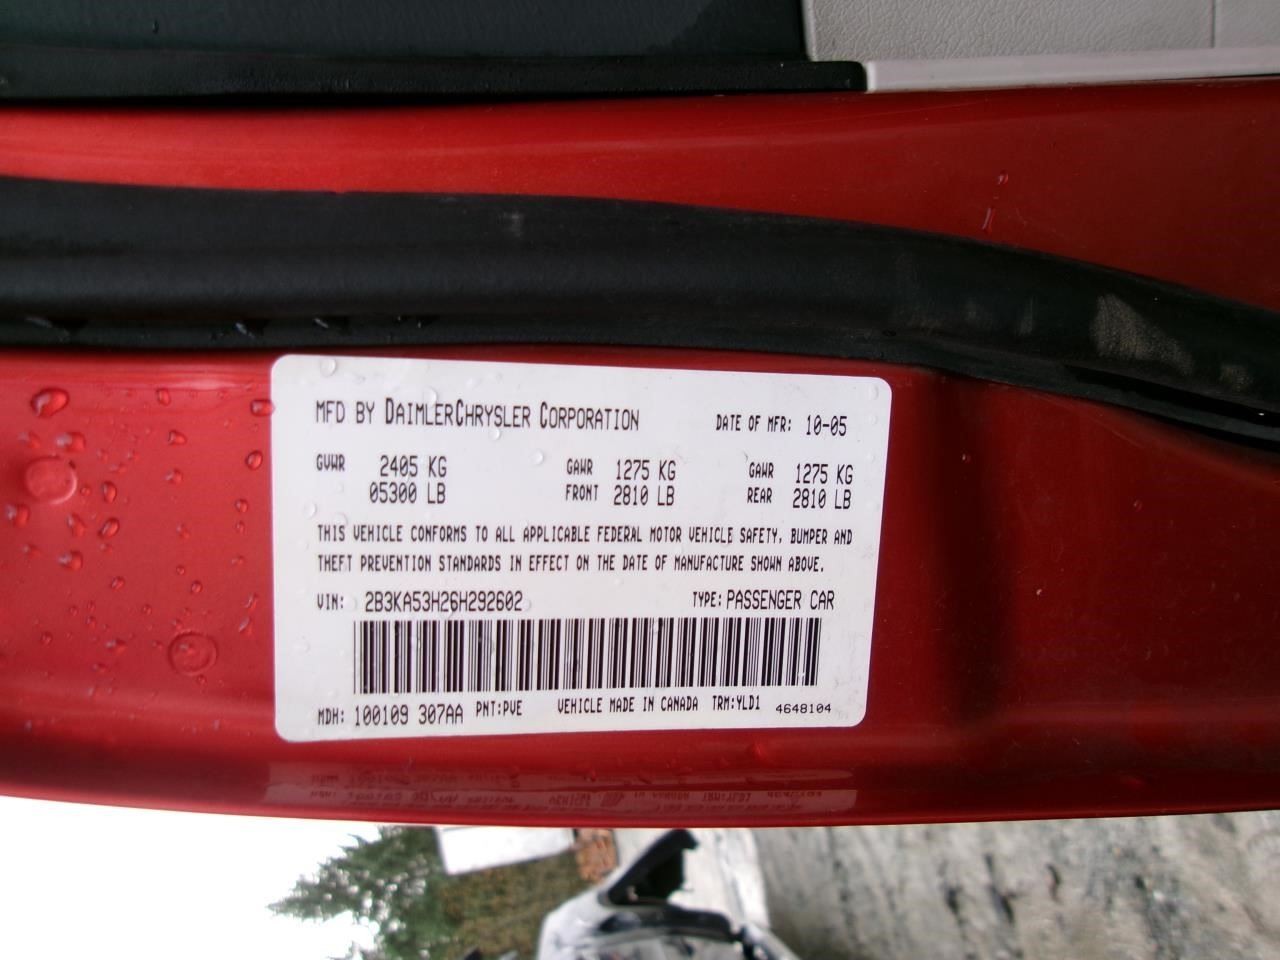 MFD BY DAIMLERCHRYSLER CORPORATION DATE OF MFR: 10-05
GVWR 2405 KG GAWR 1275 KG GAWR 1275 KG
05300 LB FRONT 2810 LB REAR 2810 LB
THIS VEHICLE CONFORMS TO ALL APPLICABLE FEDERAL MOTOR VEHICLE SAFETY, BUMPER AND
THEFT PREVENTION STANDARDS IN EFFECT ON THE DATE OF MANUFACTURE SHOWN ABOVE.
VIN: 2B3KA53H26H292602 TYPE: PASSENGER CAR
MDH: 100109 307AA PNT:PVE VEHICLE MADE IN CANADA TRM:YLD1 4648104